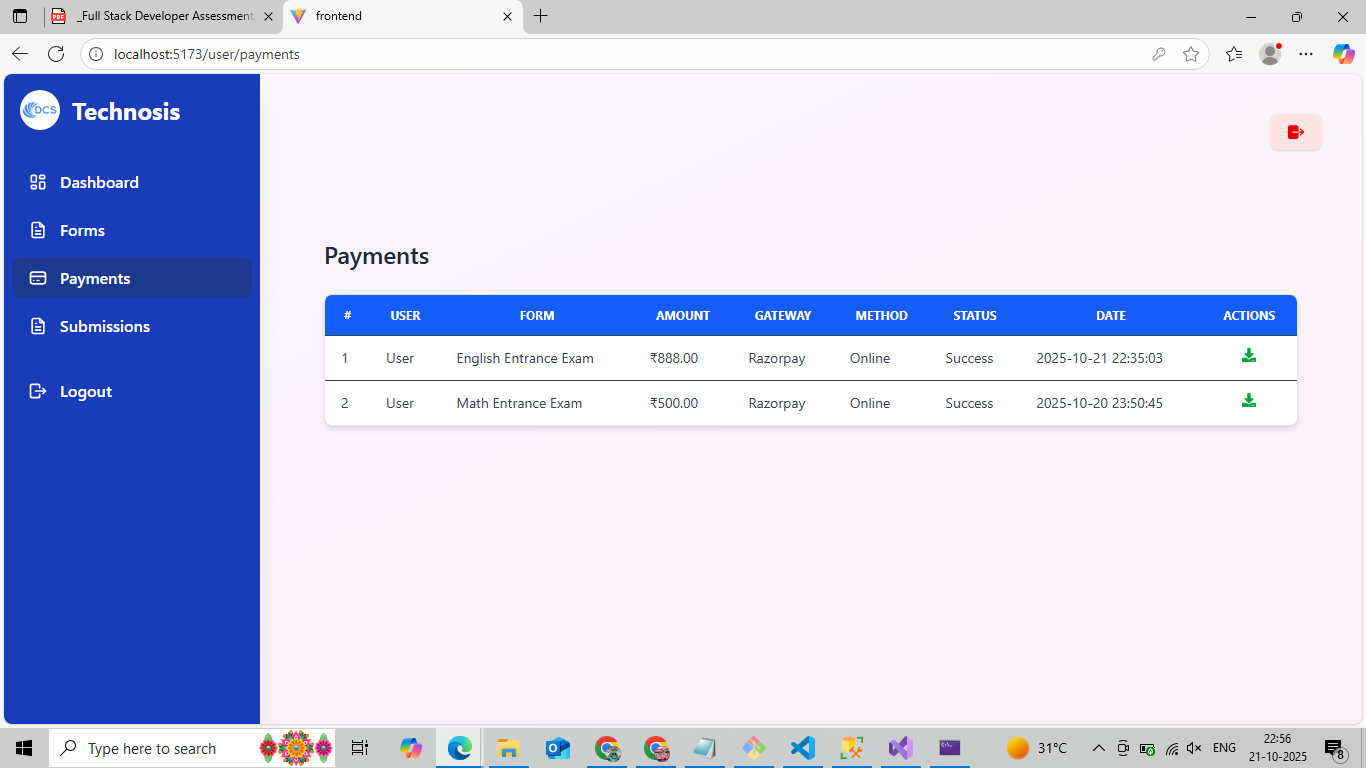 _Full Stack Developer Assessment
frontend
localhost:5173/user/payments
DCS
Technosis
Dashboard
Forms
Payments
Submissions
Logout
Payments
# USER FORM AMOUNT GATEWAY METHOD STATUS DATE ACTIONS
1 User English Entrance Exam ₹888.00 Razorpay Online Success 2025-10-21 22:35:03
2 User Math Entrance Exam ₹500.00 Razorpay Online Success 2025-10-20 23:50:45
Type here to search
31°C
ENG
22:56
21-10-2025
8